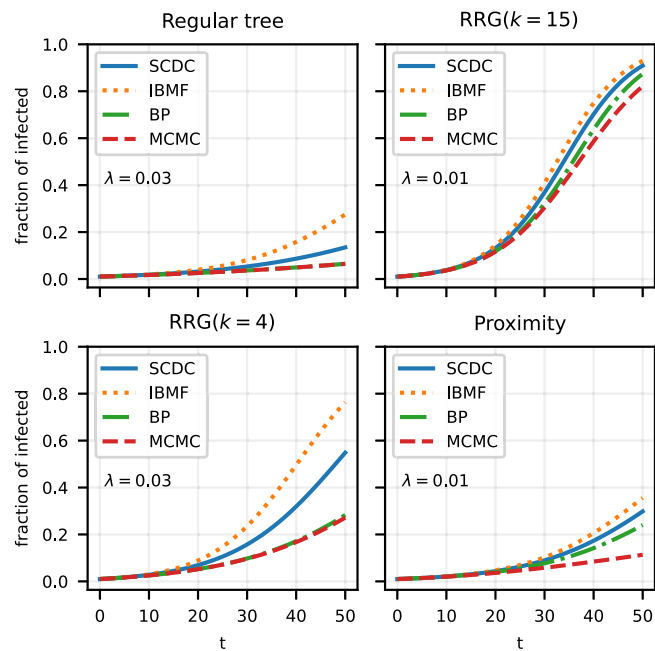 Regular tree
RRG(k = 15)
fraction of infected
1.0
0.8
0.6
0.4
0.2
0.0
SCDC
IBMF
BP
MCMC
λ = 0.03
SCDC
IBMF
BP
MCMC
λ = 0.01
RRG(k = 4)
Proximity
fraction of infected
1.0
0.8
0.6
0.4
0.2
0.0
SCDC
IBMF
BP
MCMC
λ = 0.03
SCDC
IBMF
BP
MCMC
λ = 0.01
0 10 20 30 40 50
0 10 20 30 40 50
t
t